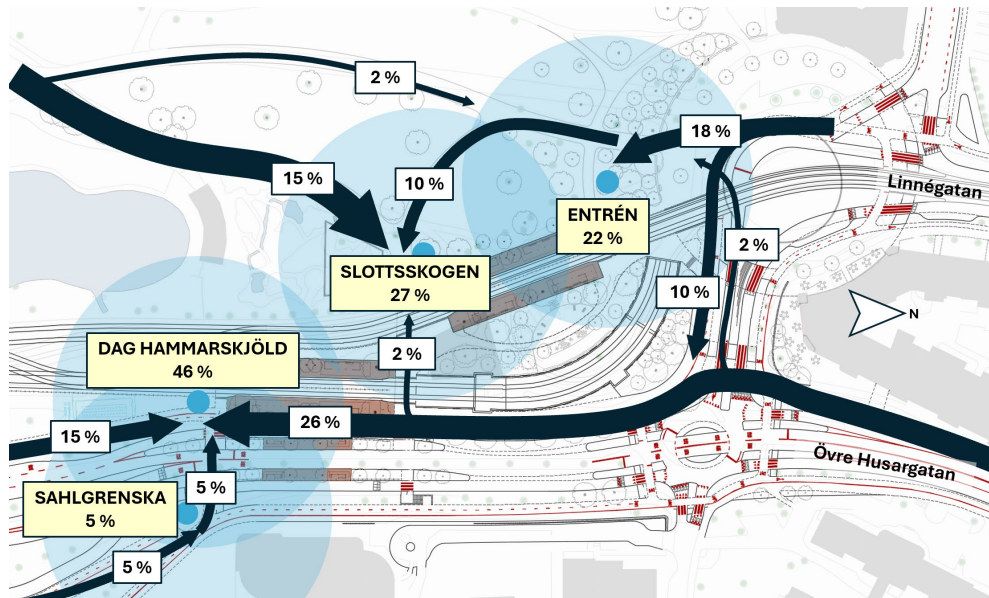 2 %
18 %
15 %
10 %
Linnégatan
ENTRÉN
22 %
2 %
SLOTTSSKOGEN
27 %
10 %
N
DAG HAMMARSKJÖLD
46 %
2 %
26 %
15 %
Övre Husargatan
SAHLGRENSKA
5 %
5 %
5 %